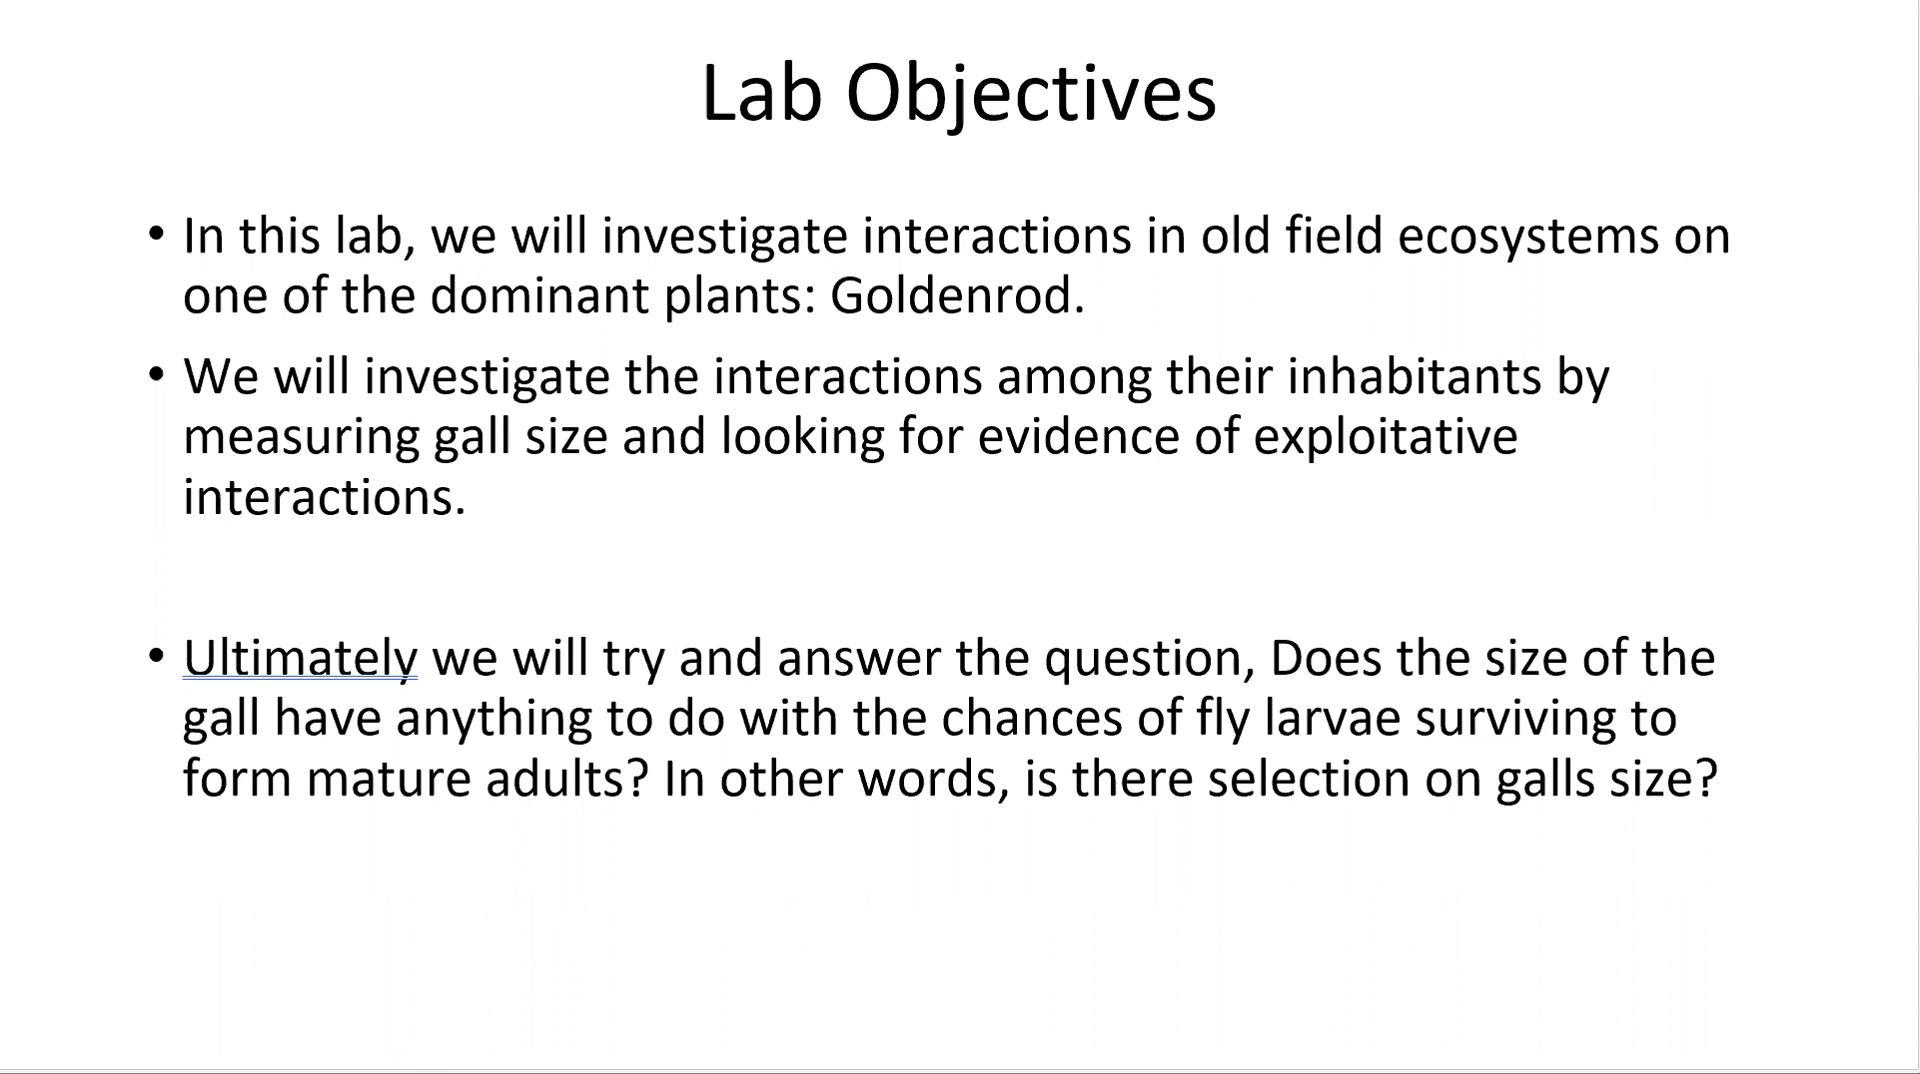 Lab Objectives
• In this lab, we will investigate interactions in old field ecosystems on
one of the dominant plants: Goldenrod.
• We will investigate the interactions among their inhabitants by
measuring gall size and looking for evidence of exploitative
interactions.
• Ultimately we will try and answer the question, Does the size of the
gall have anything to do with the chances of fly larvae surviving to
form mature adults? In other words, is there selection on galls size?